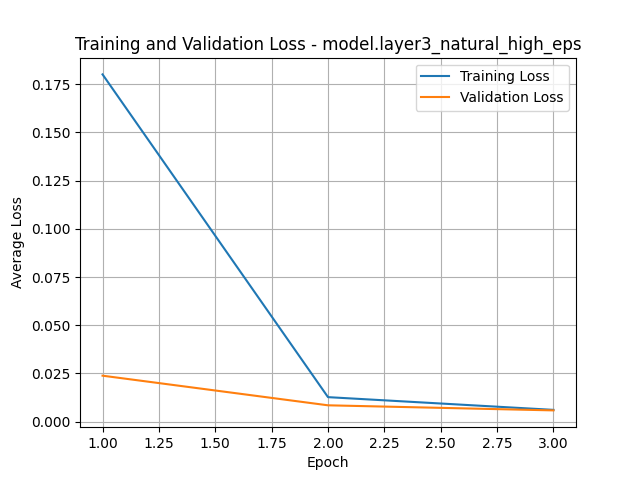 Training and Validation Loss - model.layer3_natural_high_eps
Training Loss
Validation Loss
Average Loss
0.175
0.150
0.125
0.100
0.075
0.050
0.025
0.000
1.00 1.25 1.50 1.75 2.00 2.25 2.50 2.75 3.00
Epoch